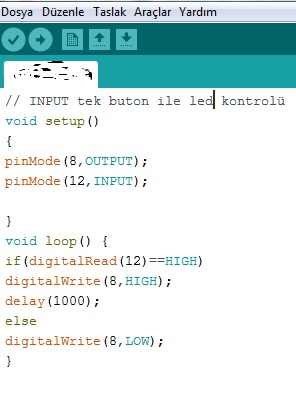 Dosya Düzenle Taslak Araçlar Yardım
// INPUT tek buton ile led kontrolü
void setup()
{
pinMode(8,OUTPUT);
pinMode(12,INPUT);
}
void loop() {
if(digitalRead(12)==HIGH)
digitalWrite(8,HIGH);
delay(1000);
else
digitalWrite(8,LOW);
}